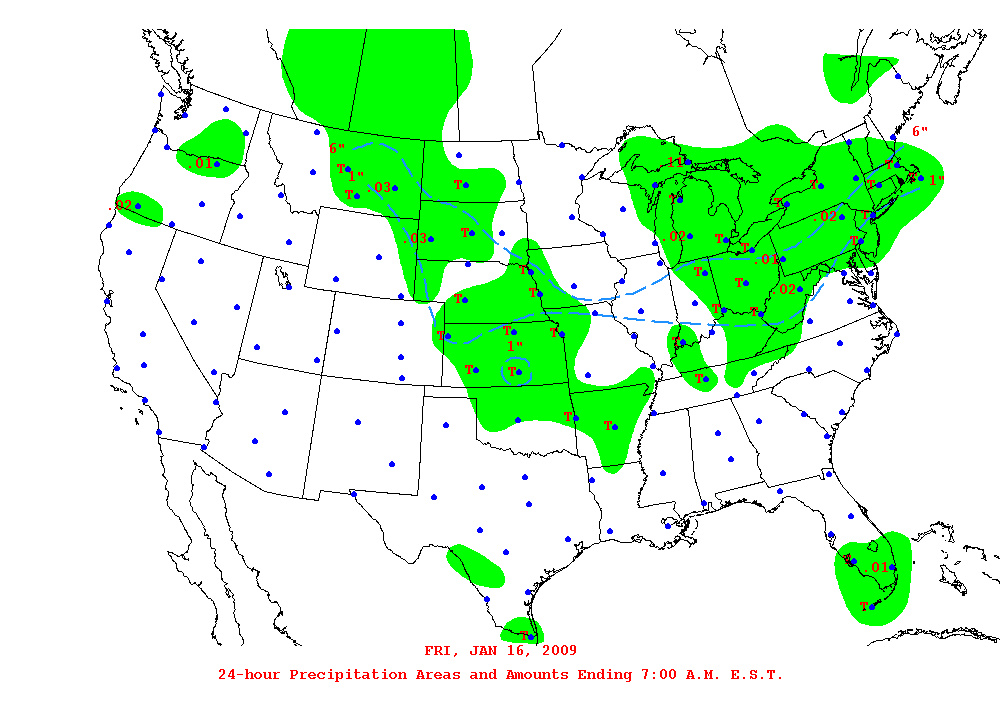 6"
6"
.01
.11
T
1"
T
.03
T
T
T
1"
T
T
.02
T
T
.02
T
.03
T
.02
T
T
T
.01
T
T
T
T
.02
T
T
T
T
T
T
T
1"
T
T
T
T
T
T
.01
T
T
FRI, JAN 16, 2009
24-hour Precipitation Areas and Amounts Ending 7:00 A.M. E.S.T.